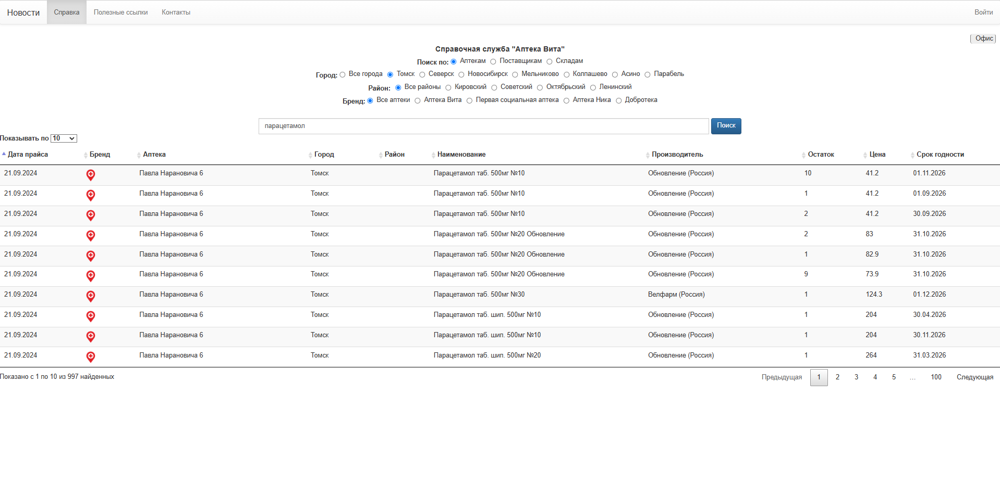 Новости Справка Полезные ссылки Контакты Войти
Офис
Справочная служба "Аптека Вита"
Поиск по: Аптекам Поставщикам Складам
Город: Все города Томск Северск Новосибирск Мельниково Колпашево Асино Парабель
Район: Все районы Кировский Советский Октябрьский Ленинский
Бренд: Все аптеки Аптека Вита Первая социальная аптека Аптека Ника Добротека
парацетамол Поиск
Показывать по 10
Дата прайса Бренд Аптека Город Район Наименование Производитель Остаток Цена Срок годности
21.09.2024 Павла Нарановича 6 Томск Парацетамол таб. 500мг №10 Обновление (Россия) 10 41.2 01.11.2026
21.09.2024 Павла Нарановича 6 Томск Парацетамол таб. 500мг №10 Обновление (Россия) 1 41.2 01.09.2026
21.09.2024 Павла Нарановича 6 Томск Парацетамол таб. 500мг №10 Обновление (Россия) 2 41.2 30.09.2026
21.09.2024 Павла Нарановича 6 Томск Парацетамол таб. 500мг №20 Обновление Обновление (Россия) 2 83 31.10.2026
21.09.2024 Павла Нарановича 6 Томск Парацетамол таб. 500мг №20 Обновление Обновление (Россия) 1 82.9 31.10.2026
21.09.2024 Павла Нарановича 6 Томск Парацетамол таб. 500мг №20 Обновление Обновление (Россия) 9 73.9 31.10.2026
21.09.2024 Павла Нарановича 6 Томск Парацетамол таб. 500мг №30 Велфарм (Россия) 1 124.3 01.12.2026
21.09.2024 Павла Нарановича 6 Томск Парацетамол таб. шип. 500мг №10 Обновление (Россия) 1 204 30.04.2026
21.09.2024 Павла Нарановича 6 Томск Парацетамол таб. шип. 500мг №10 Обновление (Россия) 1 204 30.11.2026
21.09.2024 Павла Нарановича 6 Томск Парацетамол таб. шип. 500мг №20 Обновление (Россия) 1 264 31.03.2026
Показано с 1 по 10 из 997 найденных Предыдущая 1 2 3 4 5 … 100 Следующая